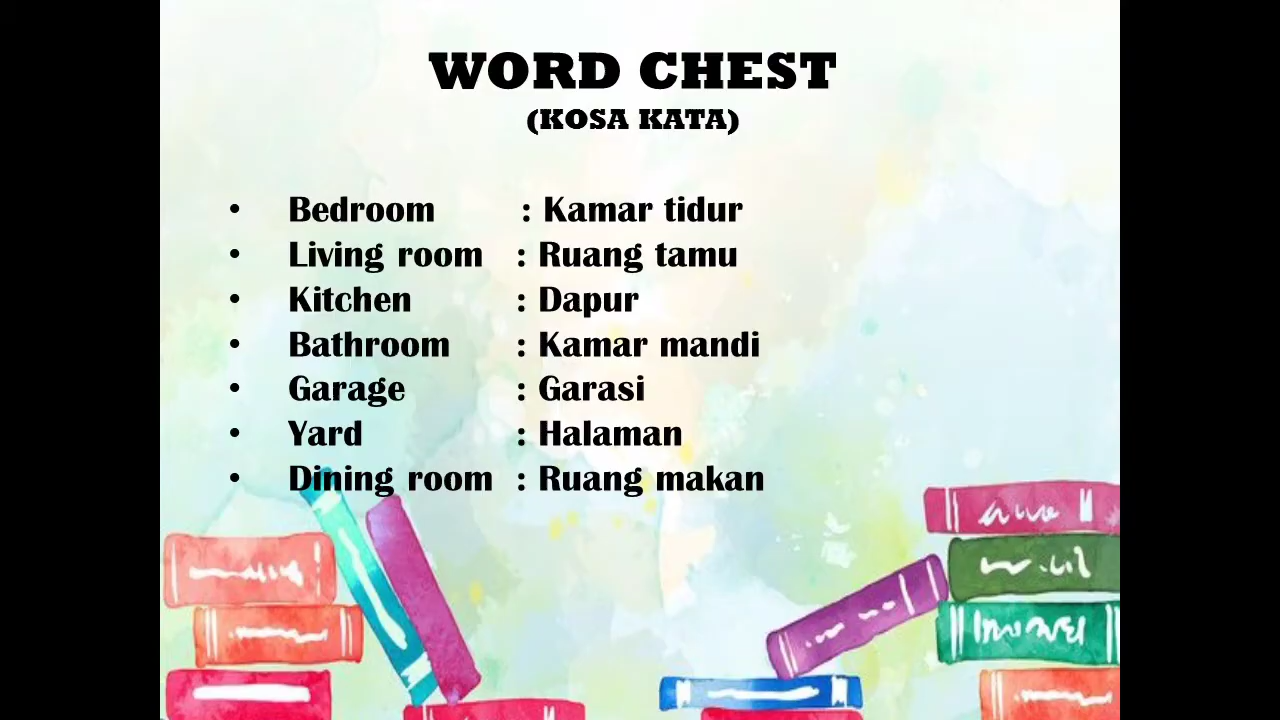 WORD CHEST
(KOSA KATA)
• Bedroom : Kamar tidur
• Living room : Ruang tamu
• Kitchen : Dapur
• Bathroom : Kamar mandi
• Garage : Garasi
• Yard : Halaman
• Dining room : Ruang makan